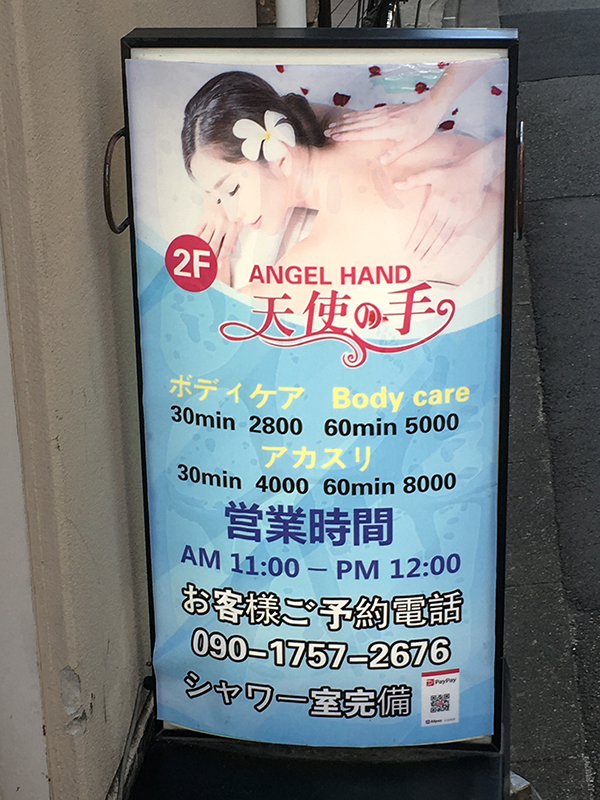 2F
ANGEL HAND
天使の手
ボディケア Body care
30min 2800 60min 5000
アカスリ
30min 4000 60min 8000
営業時間
AM 11:00 － PM 12:00
お客様ご予約電話
090-1757-2676
シャワー室完備
PayPay